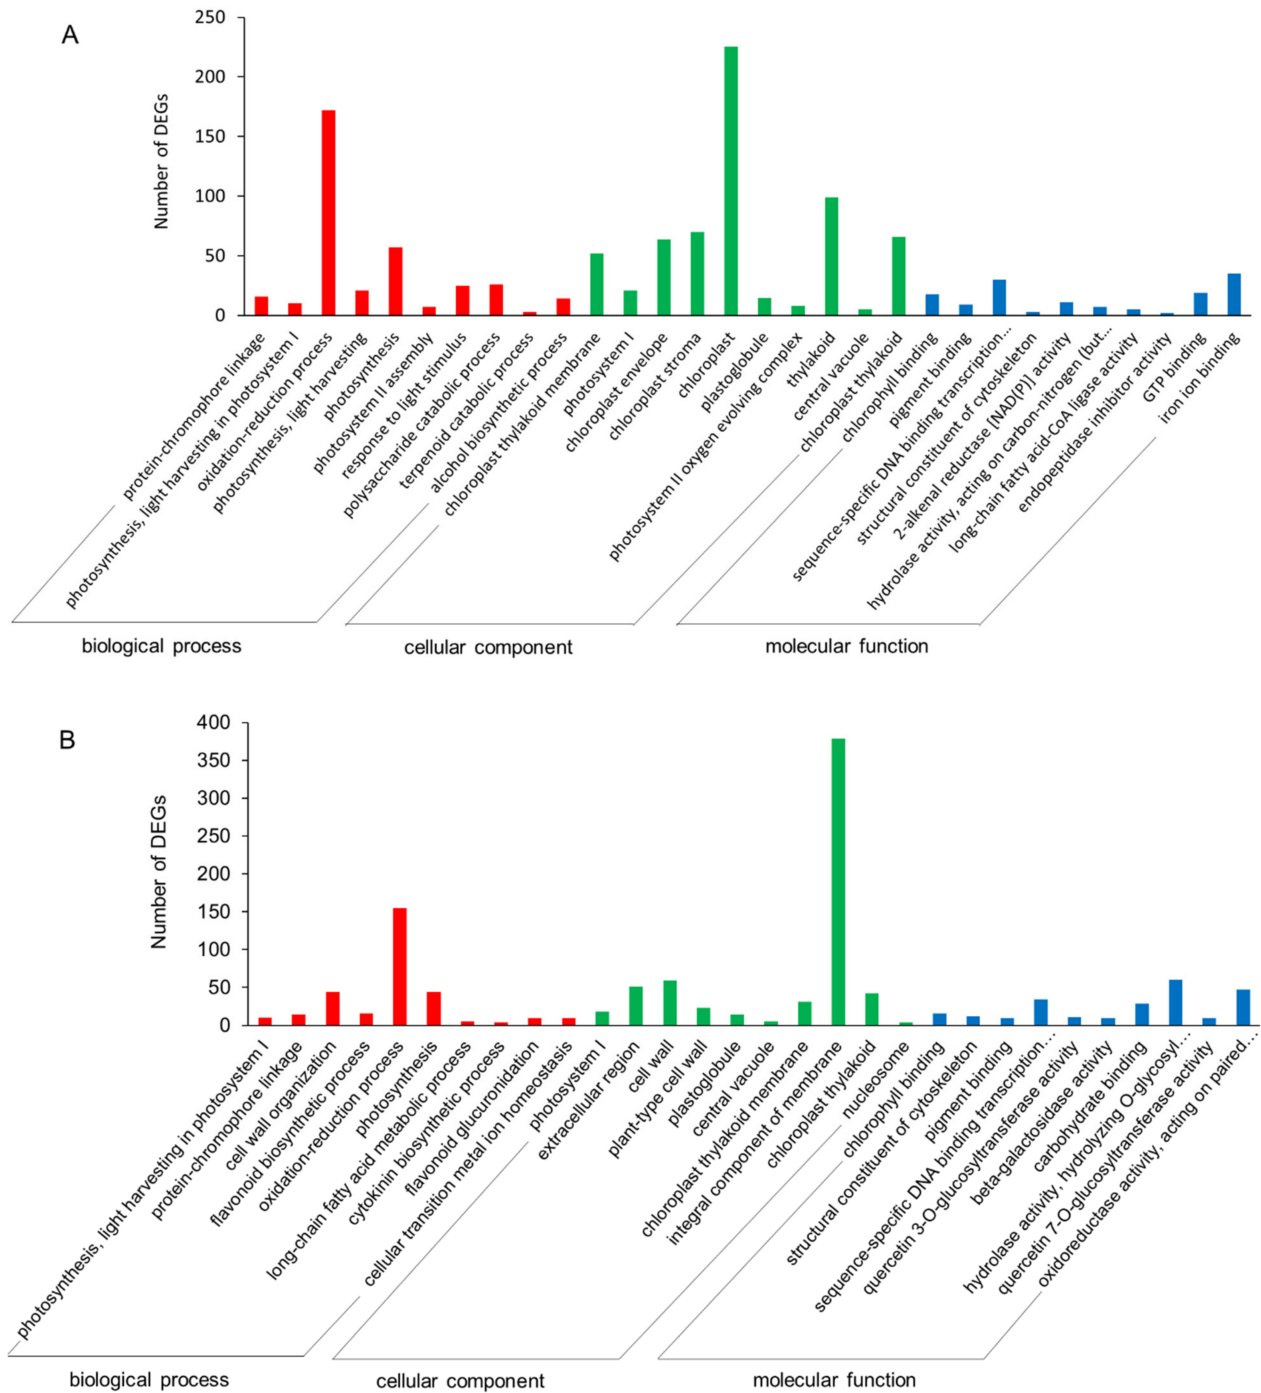 A
Number of DEGs
250
200
150
100
50
0
protein-chromophore linkage
photosynthesis, light harvesting in photosystem I
oxidation-reduction process
photosynthesis, light harvesting
photosynthesis
photosystem II assembly
response to light stimulus
polysaccharide catabolic process
terpenoid catabolic process
alcohol biosynthetic process
chloroplast thylakoid membrane
photosystem I
chloroplast envelope
chloroplast stroma
chloroplast
plastoglobule
photosystem II oxygen evolving complex
thylakoid
central vacuole
chloroplast thylakoid
chlorophyll binding
pigment binding
sequence-specific DNA binding transcription...
structural constituent of cytoskeleton
2-alkenal reductase [NAD(P)] activity
hydrolase activity, acting on carbon-nitrogen (but...
long-chain fatty acid-CoA ligase activity
endopeptidase inhibitor activity
GTP binding
iron ion binding
biological process
cellular component
molecular function
B
Number of DEGs
400
350
300
250
200
150
100
50
0
photosynthesis, light harvesting in photosystem I
protein-chromophore linkage
cell wall organization
flavonoid biosynthetic process
oxidation-reduction process
photosynthesis
long-chain fatty acid metabolic process
cytokinin biosynthetic process
flavonoid glucuronidation
cellular transition metal ion homeostasis
photosystem I
extracellular region
cell wall
plant-type cell wall
plastoglobule
central vacuole
chloroplast thylakoid membrane
integral component of membrane
chloroplast thylakoid
nucleosome
chlorophyll binding
structural constituent of cytoskeleton
pigment binding
sequence-specific DNA binding transcription...
quercetin 3-O-glucosyltransferase activity
beta-galactosidase activity
carbohydrate binding
hydrolase activity, hydrolyzing O-glycosyl...
quercetin 7-O-glucosyltransferase activity
oxidoreductase activity, acting on paired...
biological process
cellular component
molecular function